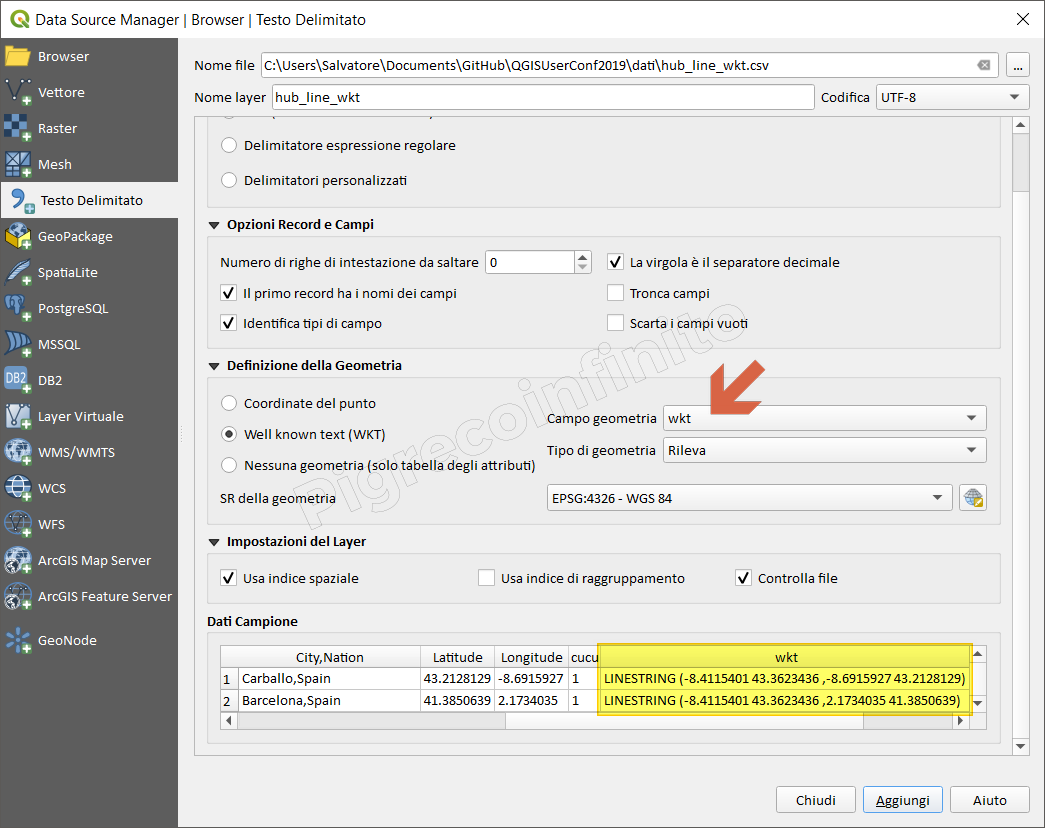 Data Source Manager | Browser | Testo Delimitato
Browser
Vettore
Raster
Mesh
Testo Delimitato
GeoPackage
SpatiaLite
PostgreSQL
MSSQL
DB2
DB2
Layer Virtuale
WMS/WMTS
WCS
WFS
ArcGIS Map Server
ArcGIS Feature Server
GeoNode
Nome file C:\Users\Salvatore\Documents\GitHub\QGISUserConf2019\dati\hub_line_wkt.csv ...
Nome layer hub_line_wkt Codifica UTF-8
Delimitatore espressione regolare
Delimitatori personalizzati
Opzioni Record e Campi
Numero di righe di intestazione da saltare 0 La virgola è il separatore decimale
Il primo record ha i nomi dei campi Tronca campi
Identifica tipi di campo Scarta i campi vuoti
Definizione della Geometria
Coordinate del punto
Campo geometria wkt
Well known text (WKT)
Tipo di geometria Rileva
Nessuna geometria (solo tabella degli attributi)
SR della geometria EPSG:4326 - WGS 84
Pigrecoinfinito
Impostazioni del Layer
Usa indice spaziale Usa indice di raggruppamento Controlla file
Dati Campione
City,Nation Latitude Longitude cucu wkt
1 Carballo,Spain 43.2128129 -8.6915927 1 LINESTRING (-8.4115401 43.3623436 ,-8.6915927 43.2128129)
2 Barcelona,Spain 41.3850639 2.1734035 1 LINESTRING (-8.4115401 43.3623436 ,2.1734035 41.3850639)
Chiudi Aggiungi Aiuto